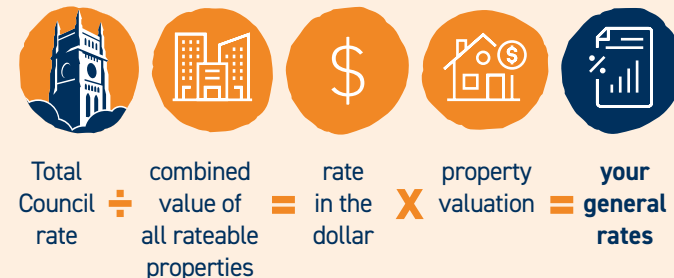 $
$
%
Total
Council
rate
÷
combined
value of
all rateable
properties
=
rate
in the
dollar
X
property
valuation
=
your
general
rates